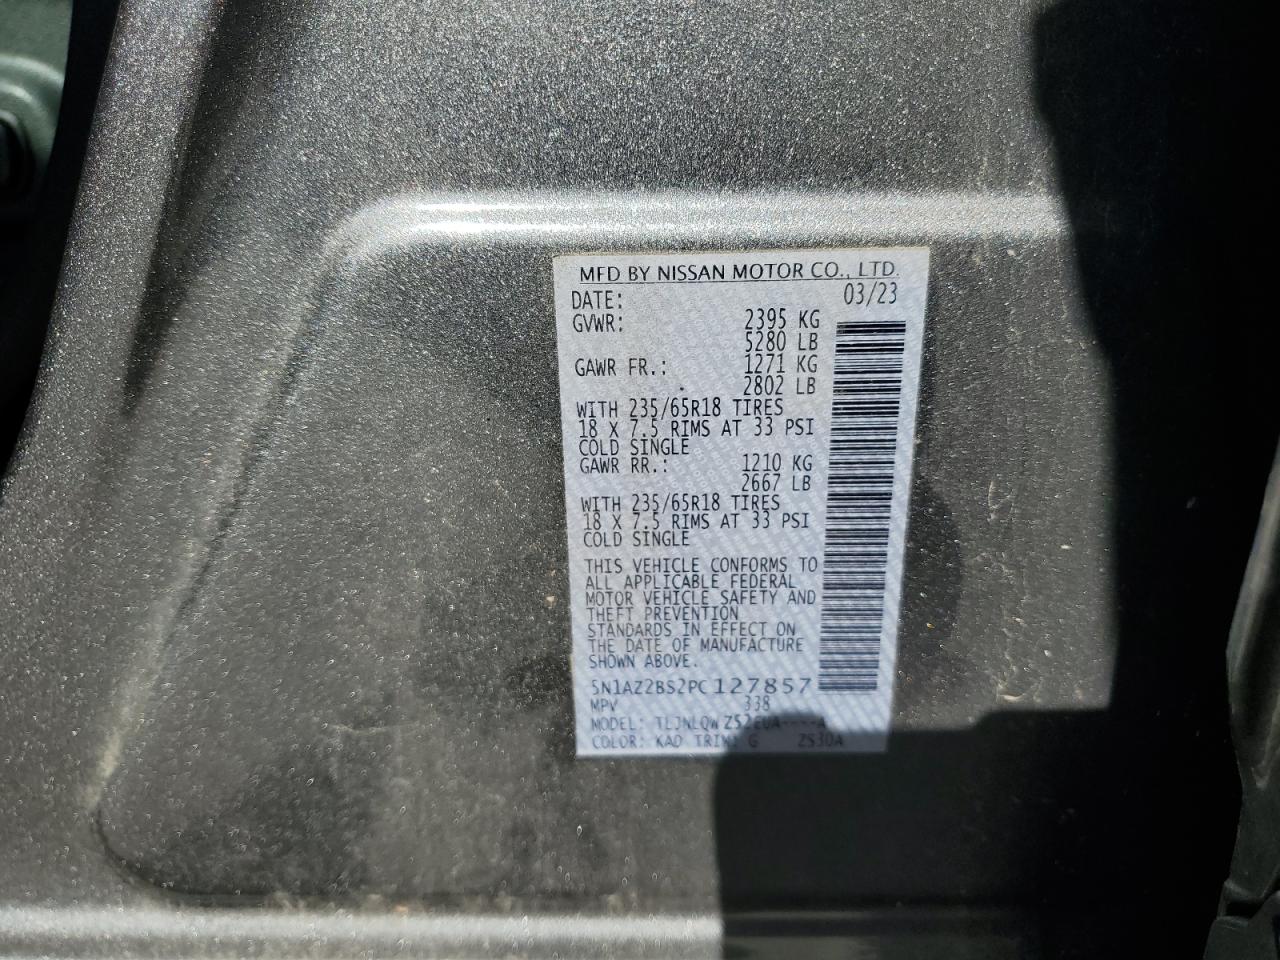 MFD BY NISSAN MOTOR CO., LTD.
DATE: 03/23
GVWR: 2395 KG
5280 LB
GAWR FR.: 1271 KG
2802 LB
WITH 235/65R18 TIRES
18 X 7.5 RIMS AT 33 PSI
COLD SINGLE
GAWR RR.: 1210 KG
2667 LB
WITH 235/65R18 TIRES
18 X 7.5 RIMS AT 33 PSI
COLD SINGLE
THIS VEHICLE CONFORMS TO
ALL APPLICABLE FEDERAL
MOTOR VEHICLE SAFETY AND
THEFT PREVENTION
STANDARDS IN EFFECT ON
THE DATE OF MANUFACTURE
SHOWN ABOVE.
5N1AZ2BS2PC127857
MPV 338
MODEL: TLJNLQW
COLOR: KAD TRIM: G ZS30A